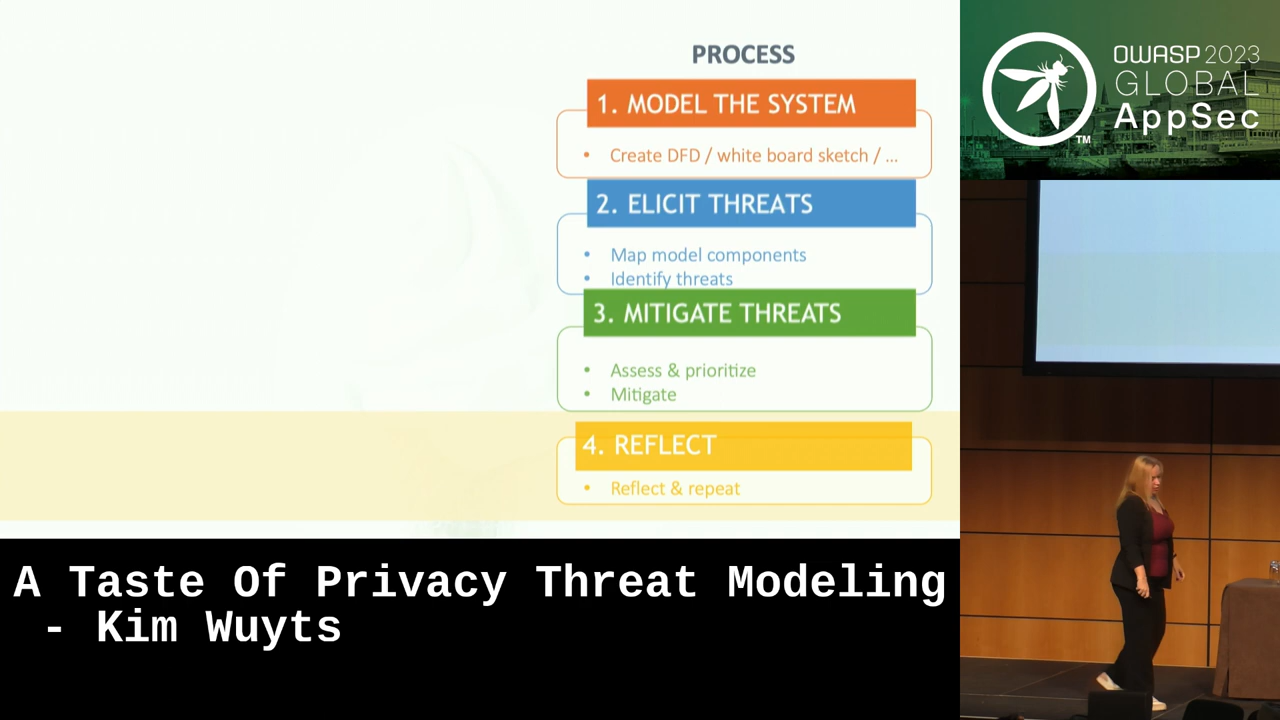 PROCESS
1. MODEL THE SYSTEM
• Create DFD / white board sketch / ...
2. ELICIT THREATS
• Map model components
• Identify threats
3. MITIGATE THREATS
• Assess & prioritize
• Mitigate
4. REFLECT
• Reflect & repeat
OWASP 2023
GLOBAL
AppSec
TM
A Taste Of Privacy Threat Modeling
- Kim Wuyts